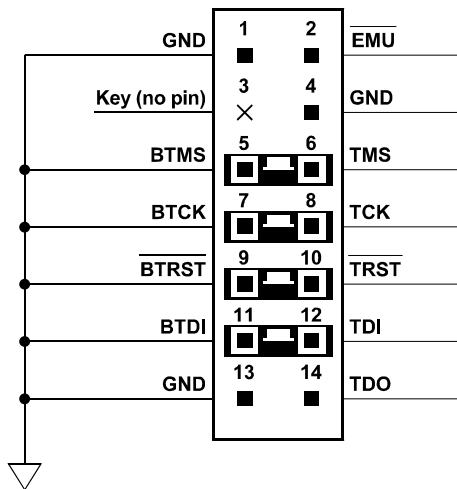 GND 1 2 EMU
Key (no pin) 3 4 GND
BTMS 5 6 TMS
BTCK 7 8 TCK
BTRST 9 10 TRST
BTDI 11 12 TDI
GND 13 14 TDO